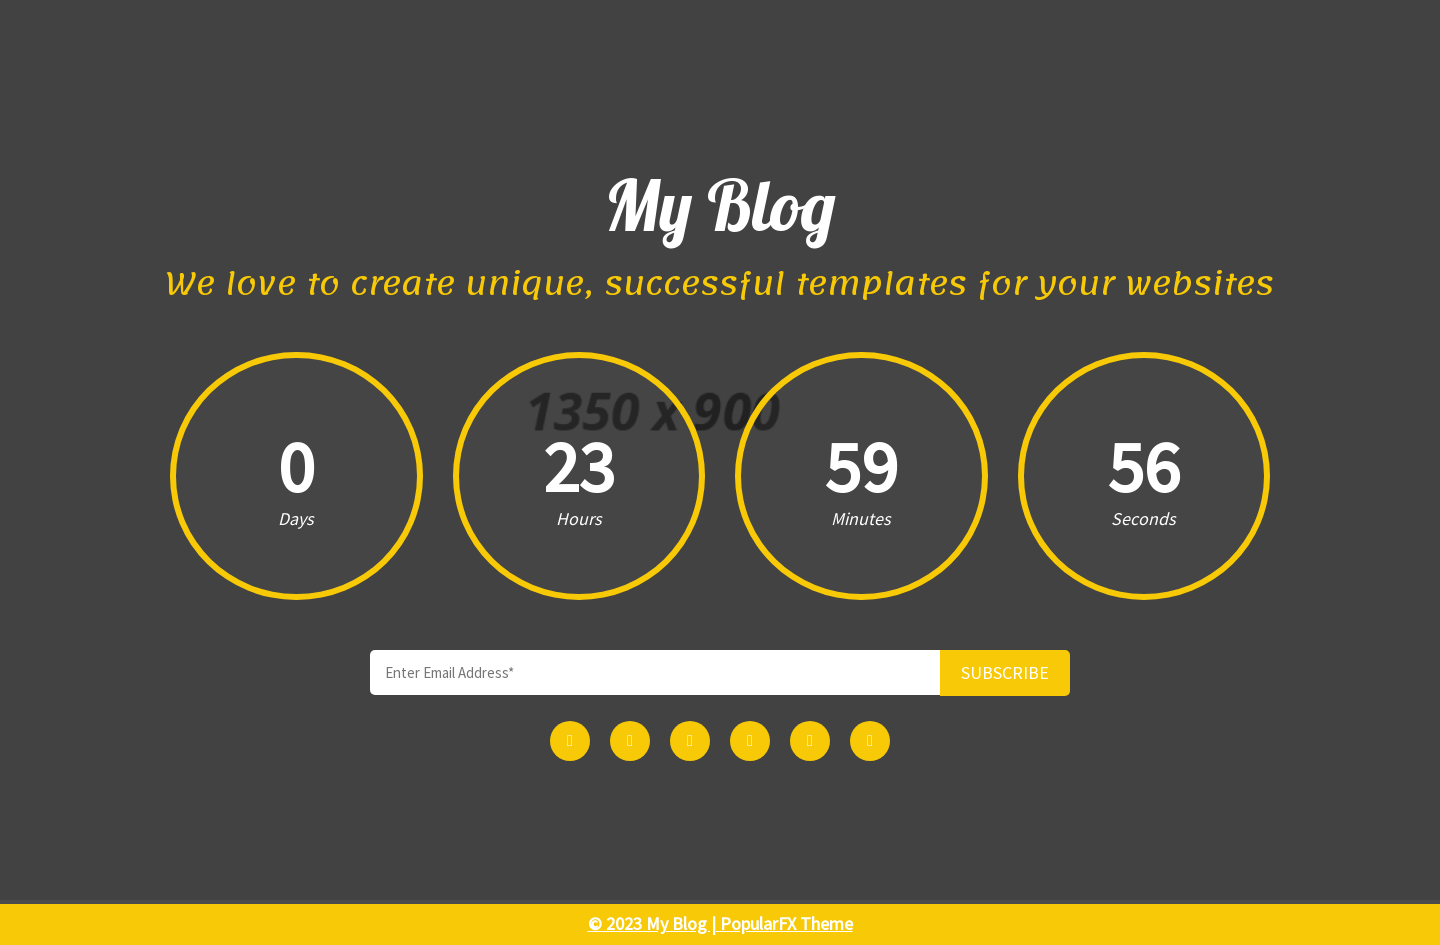 My Blog
We love to create unique, successful templates for your websites
1350 x 900
0
Days
23
Hours
59
Minutes
56
Seconds
Enter Email Address*
SUBSCRIBE
© 2023 My Blog | PopularFX Theme